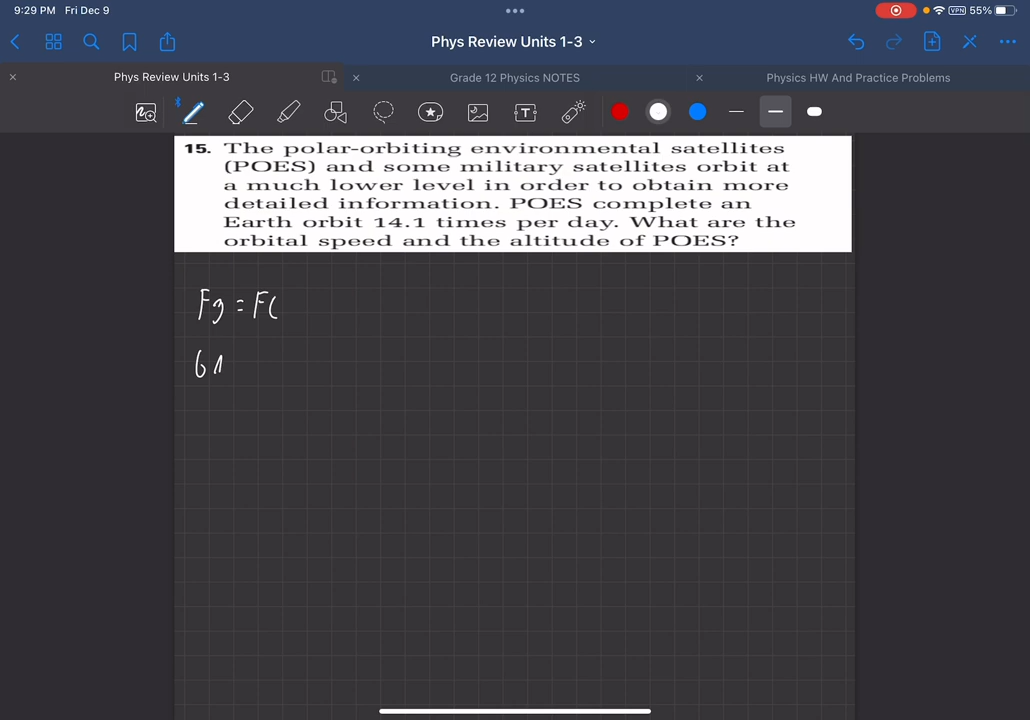 9:29 PM Fri Dec 9
VPN 55%
Phys Review Units 1-3
Phys Review Units 1-3
Grade 12 Physics NOTES
Physics HW And Practice Problems
T
15. The polar-orbiting environmental satellites
(POES) and some military satellites orbit at
a much lower level in order to obtain more
detailed information. POES complete an
Earth orbit 14.1 times per day. What are the
orbital speed and the altitude of POES?
Fg = FC
G